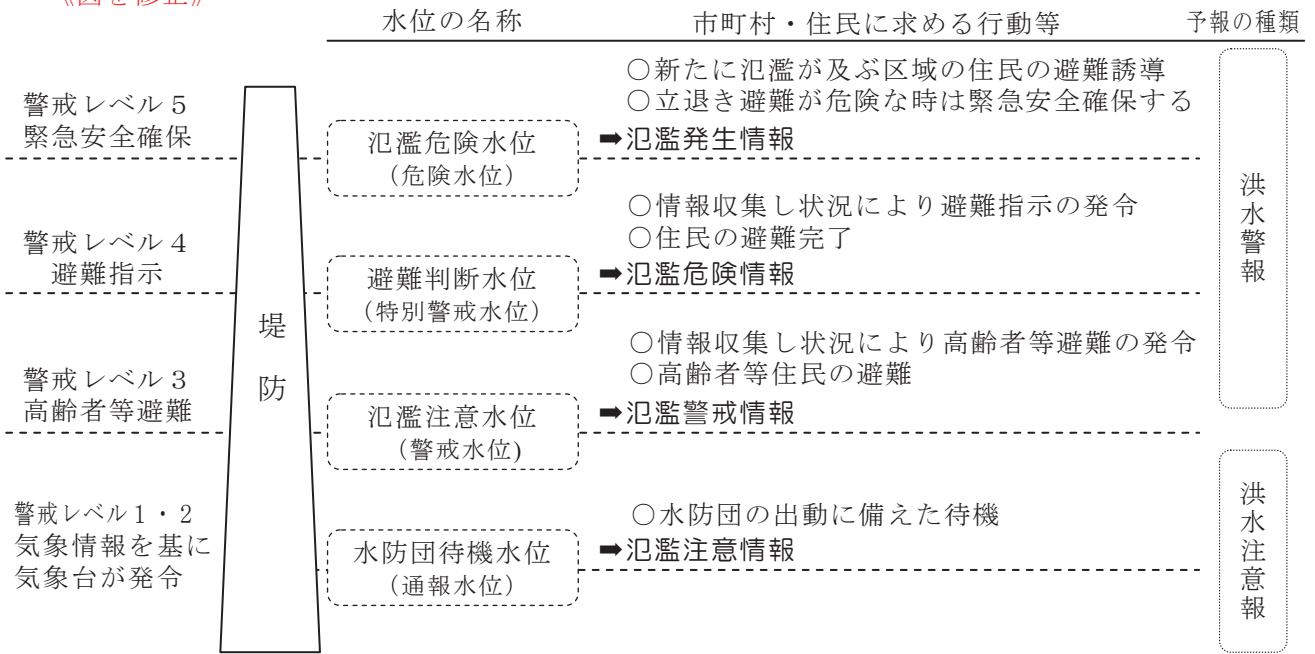 《図を修正》
水位の名称
市町村・住民に求める行動等
予報の種類
警戒レベル５
緊急安全確保
氾濫危険水位
（危険水位）
○新たに氾濫が及ぶ区域の住民の避難誘導
○立退き避難が危険な時は緊急安全確保する
➡氾濫発生情報
警戒レベル４
避難指示
避難判断水位
（特別警戒水位）
○情報収集し状況により避難指示の発令
○住民の避難完了
➡氾濫危険情報
洪水警報
堤防
警戒レベル３
高齢者等避難
氾濫注意水位
（警戒水位)
○情報収集し状況により高齢者等避難の発令
○高齢者等住民の避難
➡氾濫警戒情報
警戒レベル１・２
気象情報を基に
気象台が発令
水防団待機水位
（通報水位）
○水防団の出動に備えた待機
➡氾濫注意情報
洪水注意報